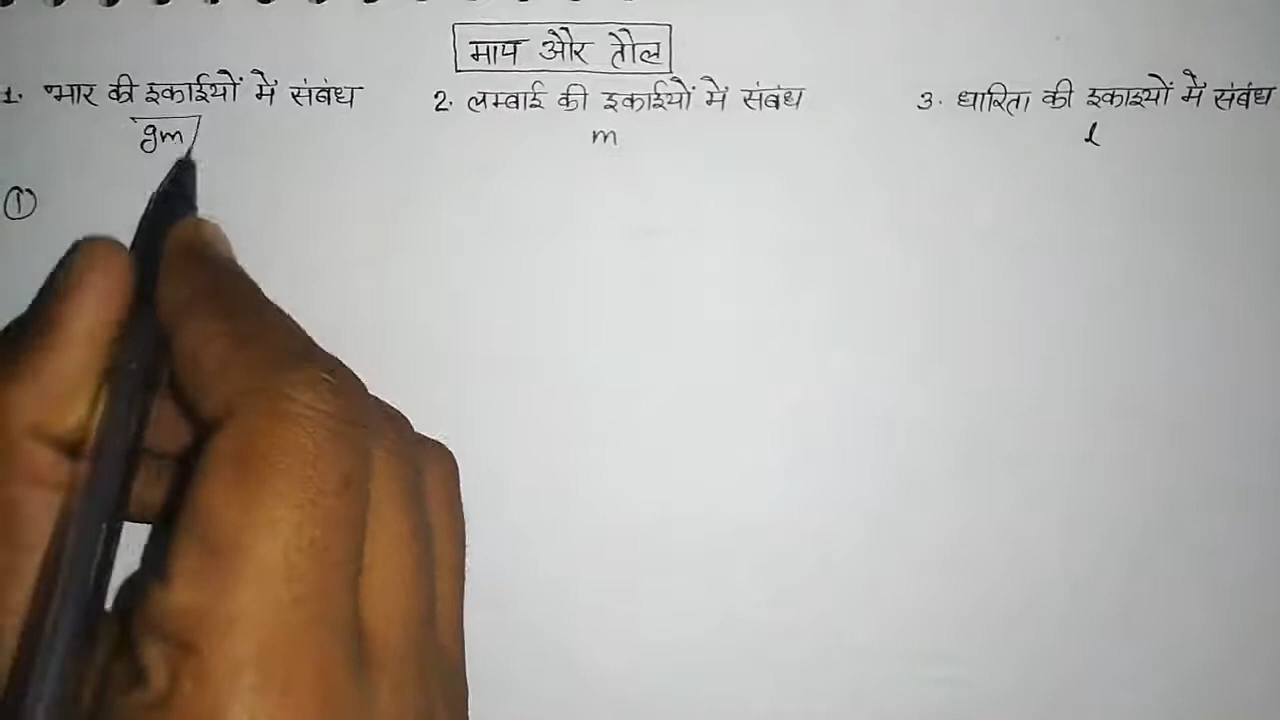 माप और तौल
1. भार की इकाईयों में संबंध 2. लम्बाई की इकाईयों में संबंध 3. धारिता की इकाइयों में संबंध
gm m l
①